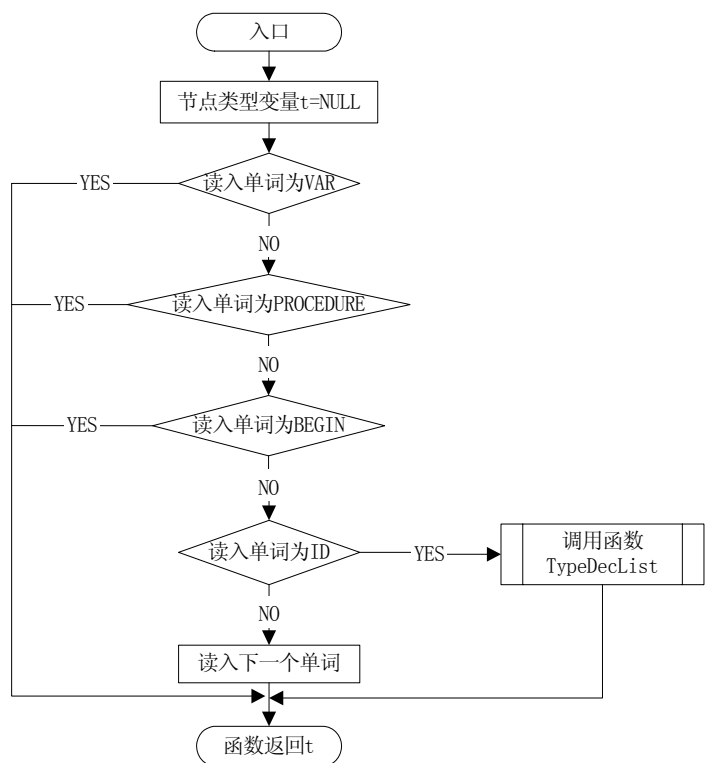 入口
节点类型变量t=NULL
读入单词为VAR
YES
NO
读入单词为PROCEDURE
YES
NO
读入单词为BEGIN
YES
NO
读入单词为ID
YES
调用函数
TypeDecList
NO
读入下一个单词
函数返回t